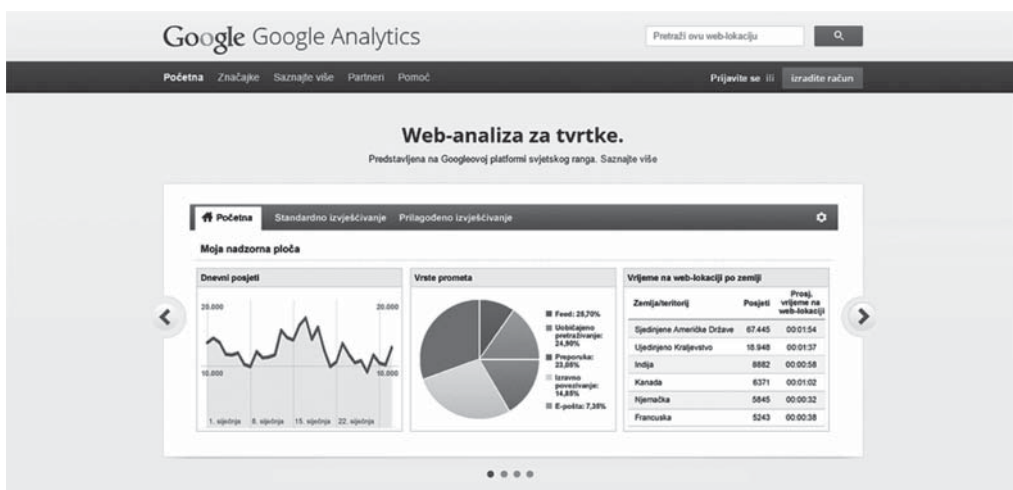 Google Google Analytics
Pretraži ovu web-lokaciju
Početna Značajke Saznajte više Partneri Pomoć
Prijavite se ili izradite račun
Web-analiza za tvrtke.
Predstavljena na Googleovoj platformi svjetskog ranga. Saznajte više
Početna Standardno izvješćivanje Prilagođeno izvješćivanje
Moja nadzorna ploča
Dnevni posjeti
20.000 20.000
10.000 10.000
1. siječnja 8. siječnja 15. siječnja 22. siječnja
Vrste prometa
Feed: 25,70%
Uobičajeno
pretraživanje:
24,90%
Preporuka:
23,05%
Izravno
povezivanje:
14,85%
E-pošta: 7,35%
Vrijeme na web-lokaciji po zemlji
Zemlja/teritorij Posjeti Prosj.
vrijeme na
web-lokaciji
Sjedinjene Američke Države 67.445 00:01:54
Ujedinjeno Kraljevstvo 18.948 00:01:37
Indija 8882 00:00:58
Kanada 6371 00:01:02
Njemačka 5845 00:00:32
Francuska 5243 00:00:38